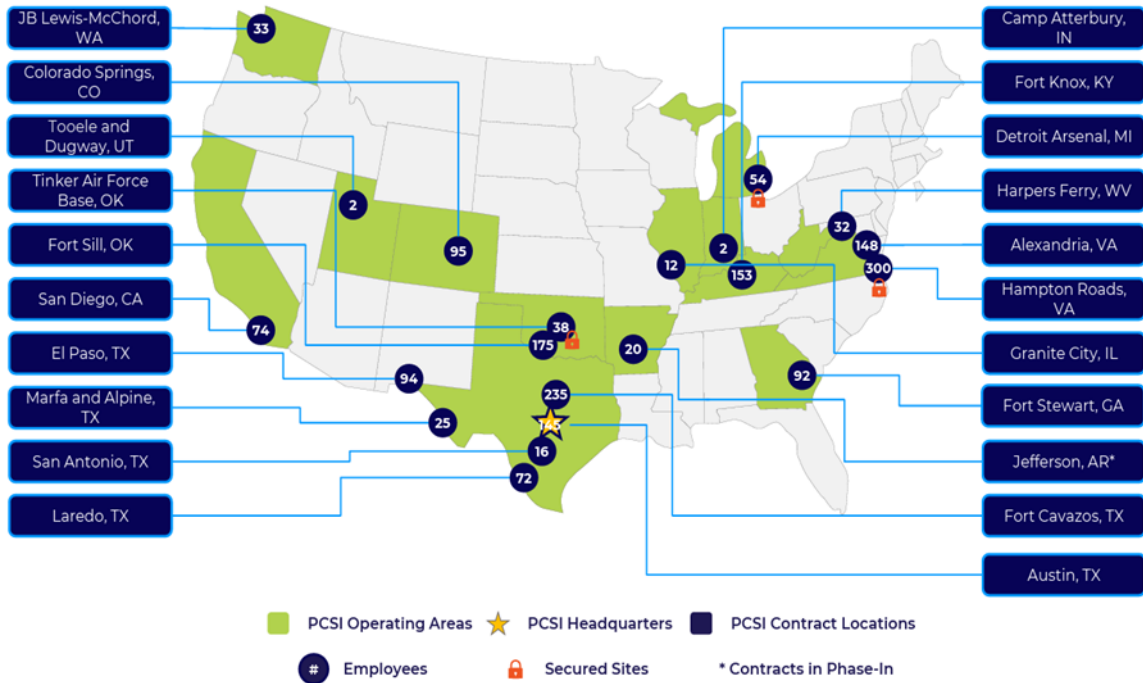 JB Lewis-McChord,
WA
Colorado Springs,
CO
Tooele and
Dugway, UT
Tinker Air Force
Base, OK
Fort Sill, OK
San Diego, CA
El Paso, TX
Marfa and Alpine,
TX
San Antonio, TX
Laredo, TX
33
2
95
74
38
175
94
25
235
16
72
20
12
2
153
54
32
148
300
92
Camp Atterbury,
IN
Fort Knox, KY
Detroit Arsenal, MI
Harpers Ferry, WV
Alexandria, VA
Hampton Roads,
VA
Granite City, IL
Fort Stewart, GA
Jefferson, AR*
Fort Cavazos, TX
Austin, TX
PCSI Operating Areas PCSI Headquarters PCSI Contract Locations
# Employees Secured Sites * Contracts in Phase-In